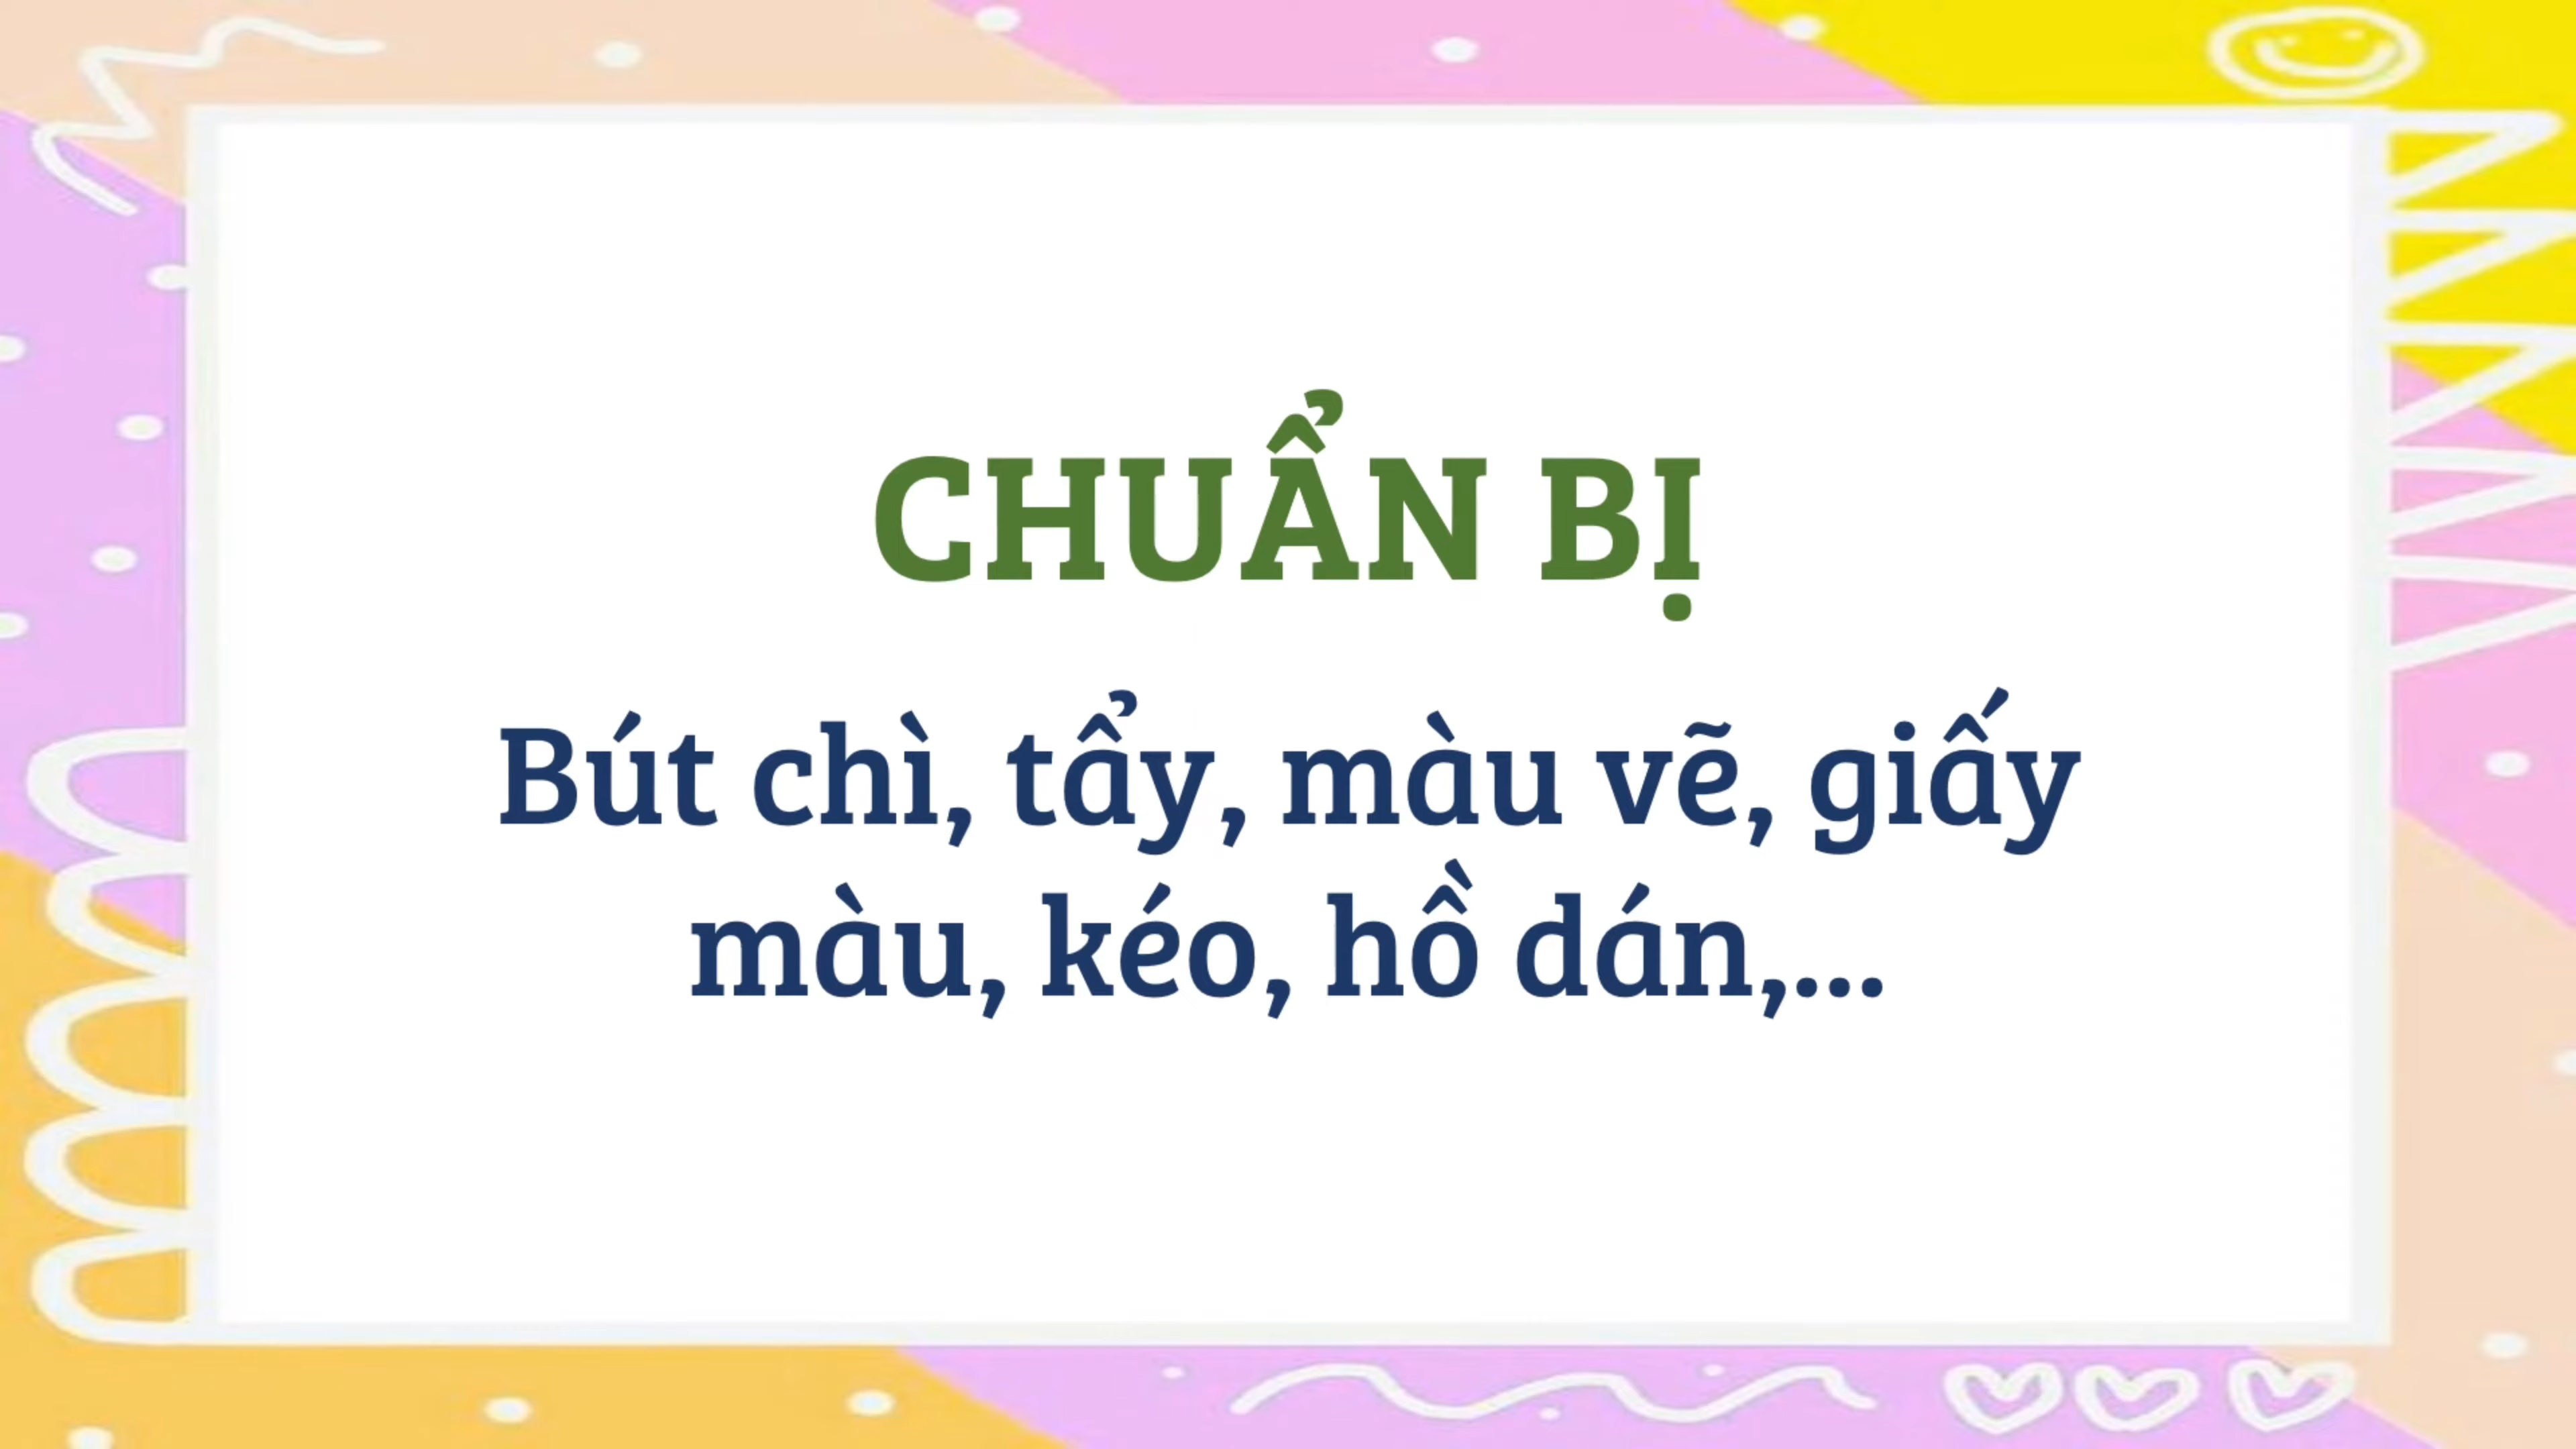 CHUẨN BỊ
Bút chì, tẩy, màu vẽ, giấy
màu, kéo, hồ dán,...